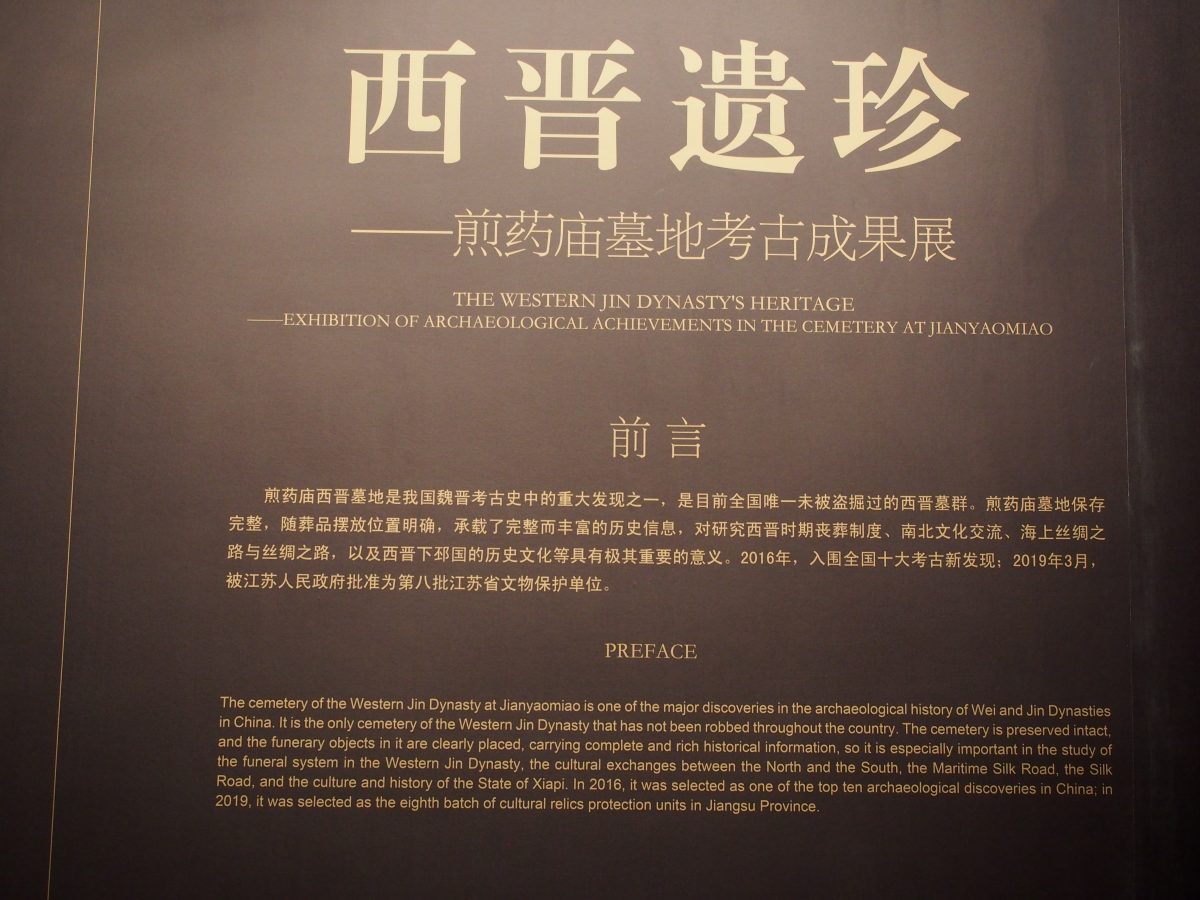 西晋遗珍
——煎药庙墓地考古成果展
THE WESTERN JIN DYNASTY'S HERITAGE
——EXHIBITION OF ARCHAEOLOGICAL ACHIEVEMENTS IN THE CEMETERY AT JIANYAOMIAO
前言
煎药庙西晋墓地是我国魏晋考古史中的重大发现之一，是目前全国唯一未被盗掘过的西晋墓群。煎药庙墓地保存
完整，随葬品摆放位置明确，承载了完整而丰富的历史信息，对研究西晋时期丧葬制度、南北文化交流、海上丝绸之
路与丝绸之路，以及西晋下邳国的历史文化等具有极其重要的意义。2016年，入围全国十大考古新发现；2019年3月，
被江苏人民政府批准为第八批江苏省文物保护单位。
PREFACE
The cemetery of the Western Jin Dynasty at Jianyaomiao is one of the major discoveries in the archaeological history of Wei and Jin Dynasties
in China. It is the only cemetery of the Western Jin Dynasty that has not been robbed throughout the country. The cemetery is preserved intact,
and the funerary objects in it are clearly placed, carrying complete and rich historical information, so it is especially important in the study of
the funeral system in the Western Jin Dynasty, the cultural exchanges between the North and the South, the Maritime Silk Road, the Silk
Road, and the culture and history of the State of Xiapi. In 2016, it was selected as one of the top ten archaeological discoveries in China; in
2019, it was selected as the eighth batch of cultural relics protection units in Jiangsu Province.